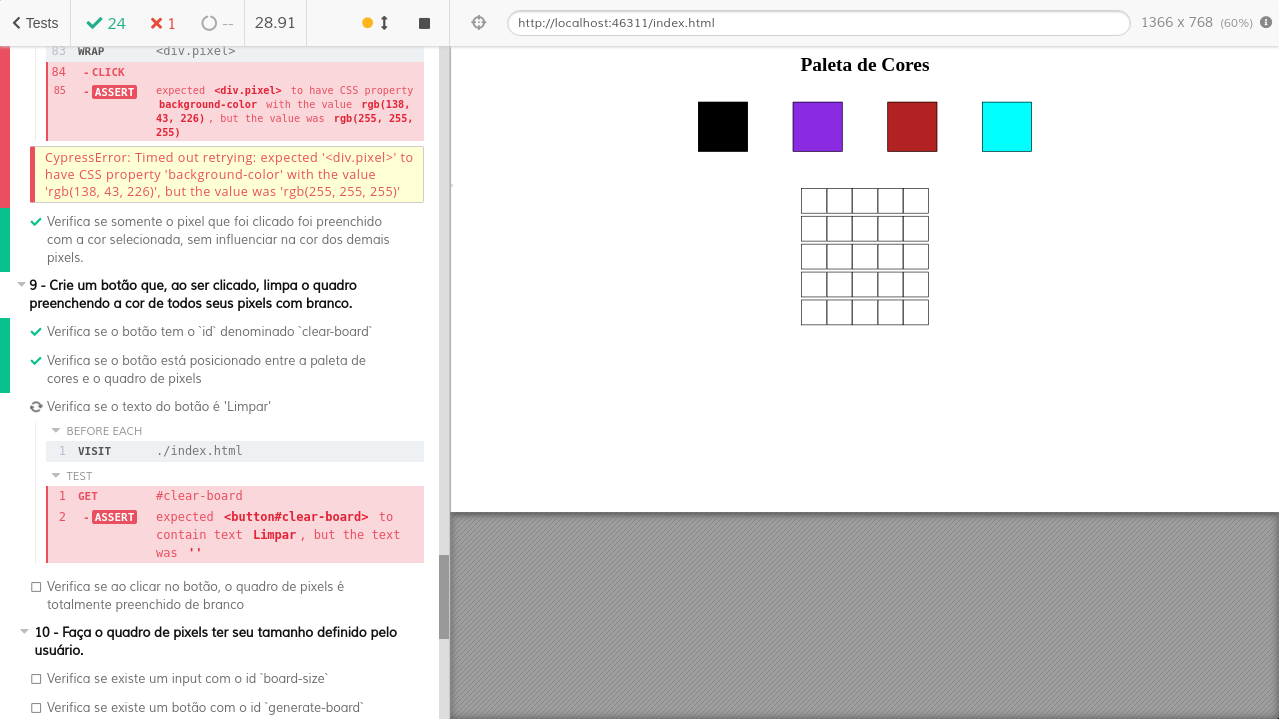 Tests 24 1 -- 28.91 http://localhost:46311/index.html 1366 x 768 (60%)
83 WRAP <div.pixel>
84 - CLICK
85 - ASSERT expected <div.pixel> to have CSS property
background-color with the value rgb(138,
43, 226), but the value was rgb(255, 255,
255)
CypressError: Timed out retrying: expected '<div.pixel>' to
have CSS property 'background-color' with the value
'rgb(138, 43, 226)', but the value was 'rgb(255, 255, 255)'
Verifica se somente o pixel que foi clicado foi preenchido
com a cor selecionada, sem influenciar na cor dos demais
pixels.
9 - Crie um botão que, ao ser clicado, limpa o quadro
preenchendo a cor de todos seus pixels com branco.
Verifica se o botão tem o `id` denominado `clear-board`
Verifica se o botão está posicionado entre a paleta de
cores e o quadro de pixels
Verifica se o texto do botão é 'Limpar'
BEFORE EACH
1 VISIT ./index.html
TEST
1 GET #clear-board
2 - ASSERT expected <button#clear-board> to
contain text Limpar, but the text
was ''
Verifica se ao clicar no botão, o quadro de pixels é
totalmente preenchido de branco
10 - Faça o quadro de pixels ter seu tamanho definido pelo
usuário.
Verifica se existe um input com o id `board-size`
Verifica se existe um botão com o id `generate-board`
Paleta de Cores